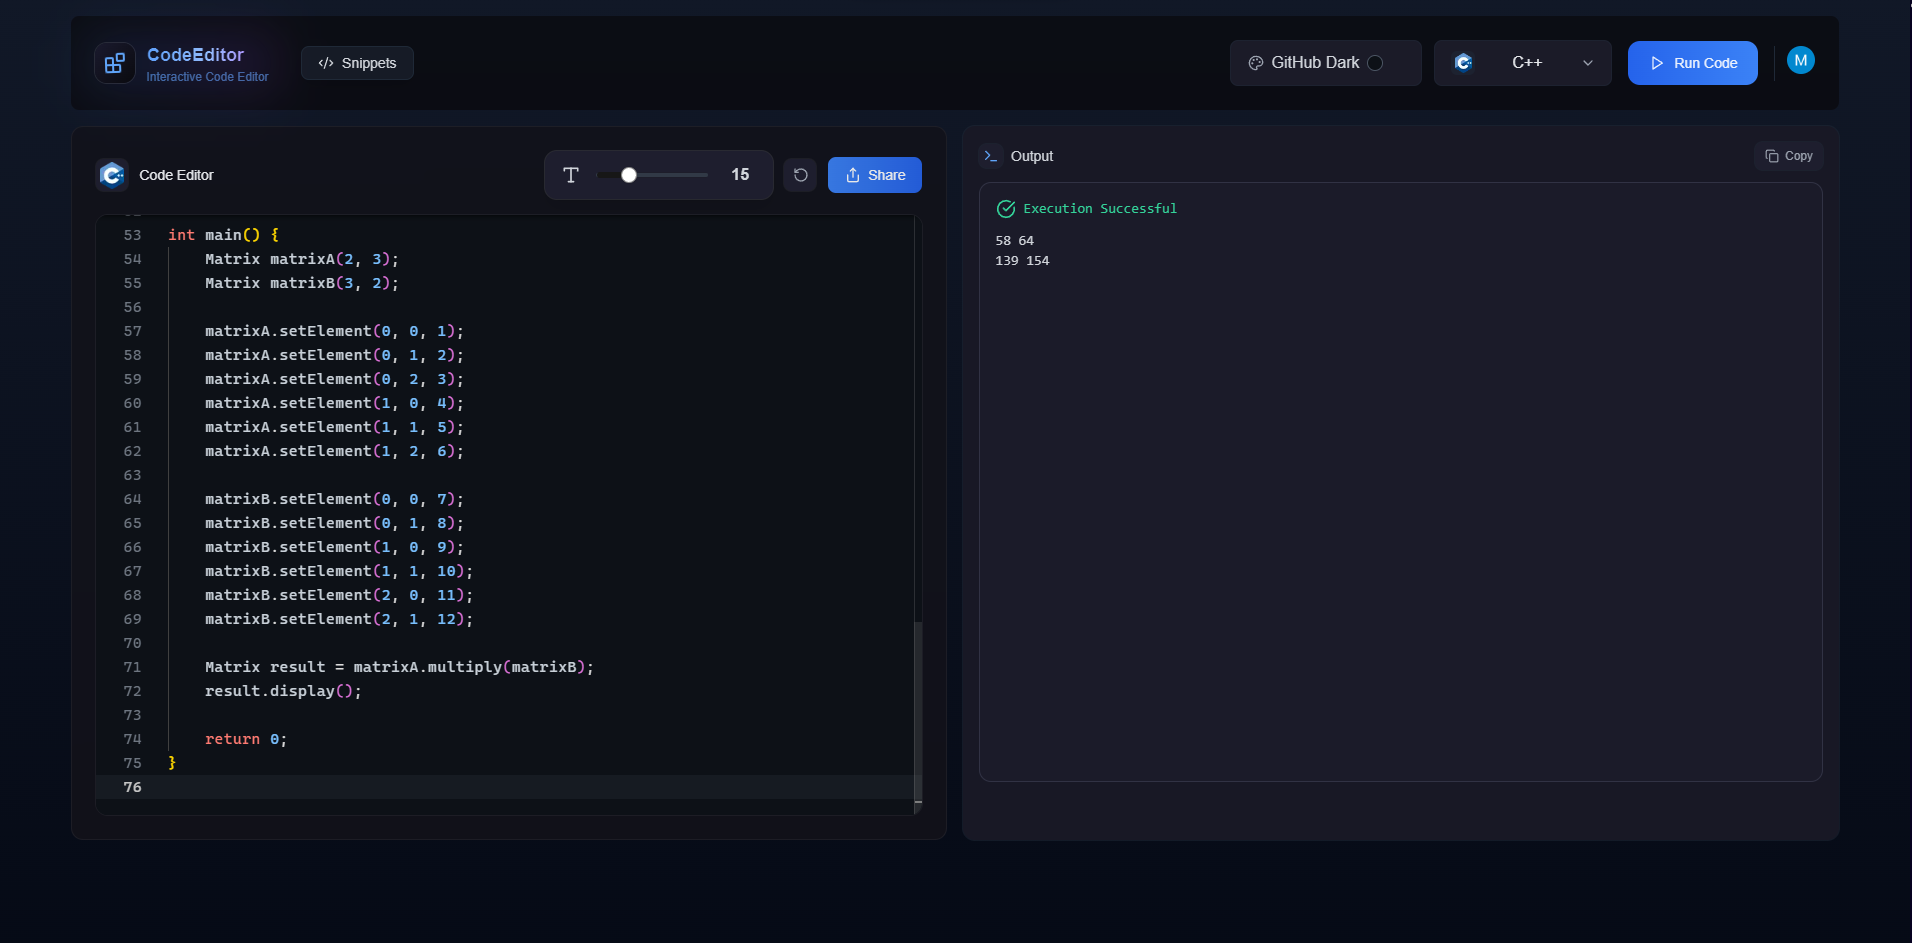 CodeEditor
Interactive Code Editor
Snippets
GitHub Dark
C++
Run Code
M
Code Editor
15
Share
53 int main() {
54     Matrix matrixA(2, 3);
55     Matrix matrixB(3, 2);
56
57     matrixA.setElement(0, 0, 1);
58     matrixA.setElement(0, 1, 2);
59     matrixA.setElement(0, 2, 3);
60     matrixA.setElement(1, 0, 4);
61     matrixA.setElement(1, 1, 5);
62     matrixA.setElement(1, 2, 6);
63
64     matrixB.setElement(0, 0, 7);
65     matrixB.setElement(0, 1, 8);
66     matrixB.setElement(1, 0, 9);
67     matrixB.setElement(1, 1, 10);
68     matrixB.setElement(2, 0, 11);
69     matrixB.setElement(2, 1, 12);
70
71     Matrix result = matrixA.multiply(matrixB);
72     result.display();
73
74     return 0;
75 }
76
Output
Copy
Execution Successful
58 64
139 154